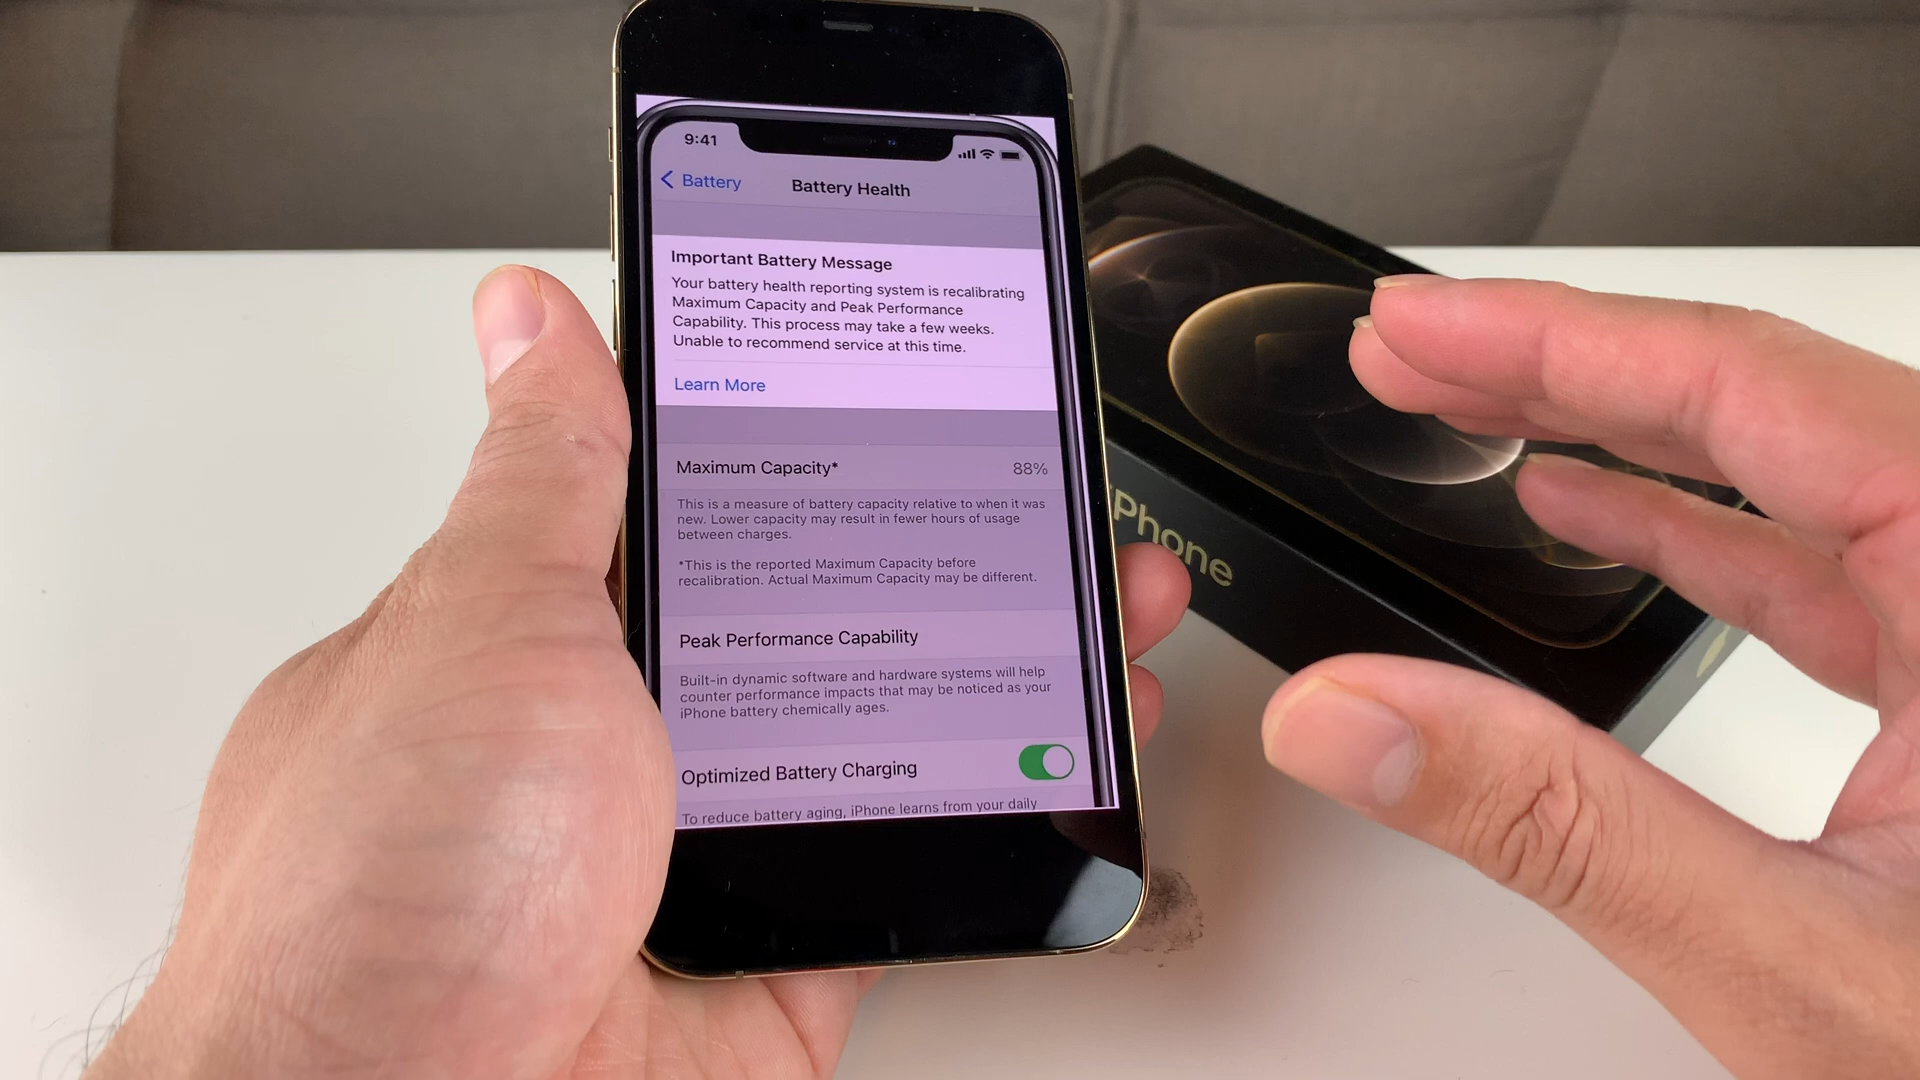 9:41
Battery
Battery Health
Important Battery Message
Your battery health reporting system is recalibrating
Maximum Capacity and Peak Performance
Capability. This process may take a few weeks.
Unable to recommend service at this time.
Learn More
Maximum Capacity* 88%
This is a measure of battery capacity relative to when it was
new. Lower capacity may result in fewer hours of usage
between charges.
*This is the reported Maximum Capacity before
recalibration. Actual Maximum Capacity may be different.
Peak Performance Capability
Built-in dynamic software and hardware systems will help
counter performance impacts that may be noticed as your
iPhone battery chemically ages.
Optimized Battery Charging
To reduce battery aging, iPhone learns from your daily
iPhone